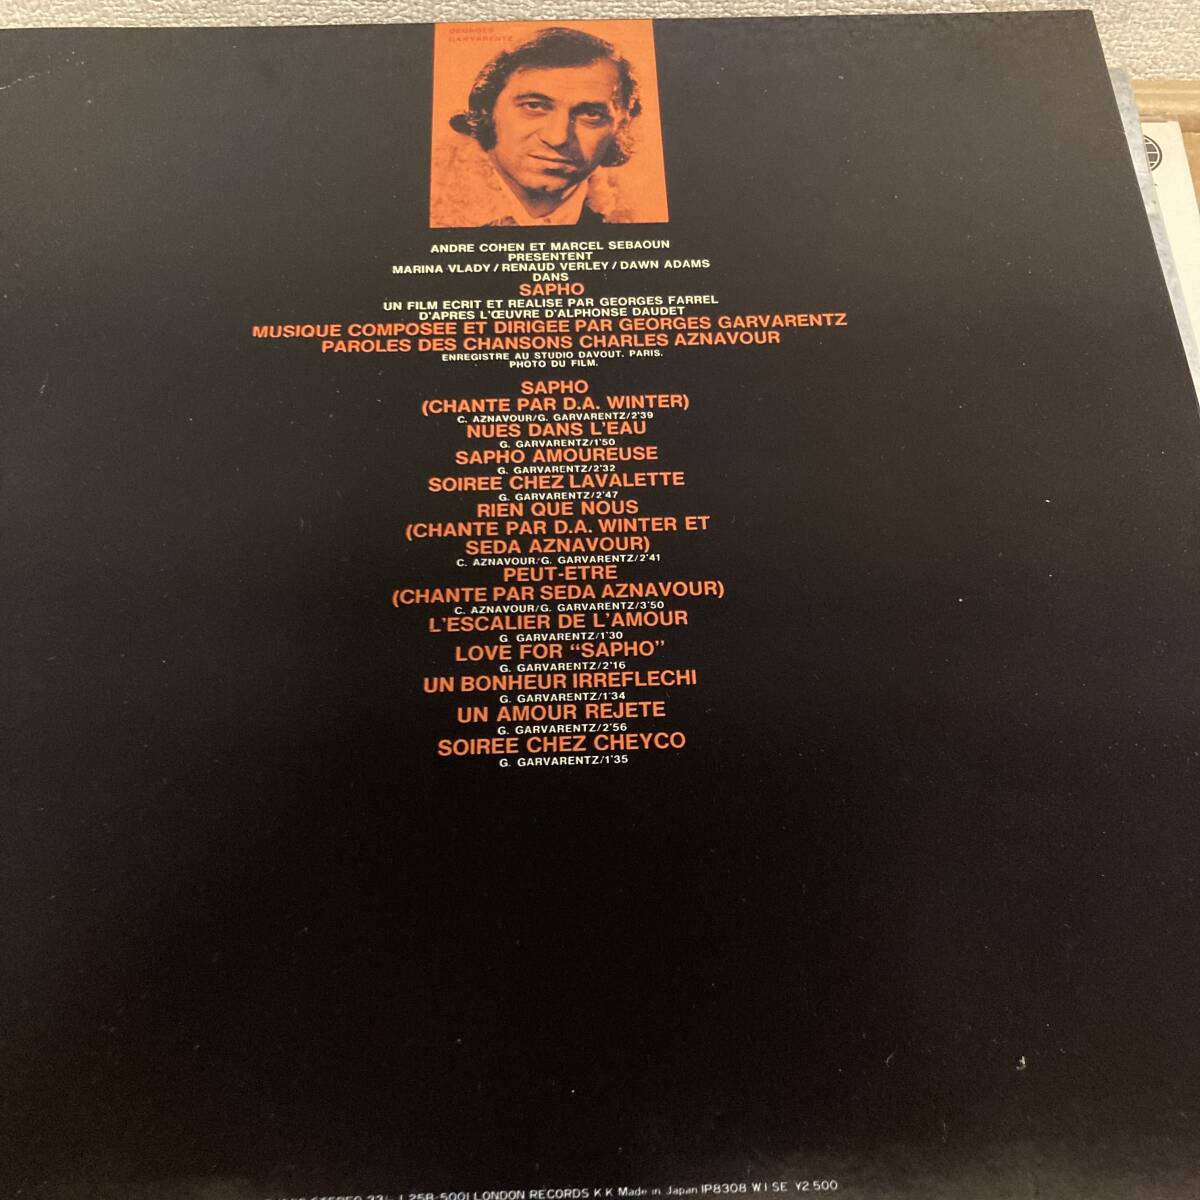 GEORGES
GARVARENTZ
ANDRE COHEN ET MARCEL SEBAOUN
PRESENTENT
MARINA VLADY / RENAUD VERLEY / DAWN ADAMS
DANS
SAPHO
UN FILM ECRIT ET REALISE PAR GEORGES FARREL
D'APRES L'ŒUVRE D'ALPHONSE DAUDET
MUSIQUE COMPOSEE ET DIRIGEE PAR GEORGES GARVARENTZ
PAROLES DES CHANSONS CHARLES AZNAVOUR
ENREGISTRE AU STUDIO DAVOUT. PARIS.
PHOTO DU FILM.
SAPHO
(CHANTE PAR D.A. WINTER)
C. AZNAVOUR/G. GARVARENTZ/2'39
NUES DANS L'EAU
G. GARVARENTZ/1'50
SAPHO AMOUREUSE
G. GARVARENTZ/2'32
SOIREE CHEZ LAVALETTE
G. GARVARENTZ/2'47
RIEN QUE NOUS
(CHANTE PAR D.A. WINTER ET
SEDA AZNAVOUR)
C. AZNAVOUR/G. GARVARENTZ/2'41
PEUT-ETRE
(CHANTE PAR SEDA AZNAVOUR)
C. AZNAVOUR/G. GARVARENTZ/3'50
L'ESCALIER DE L'AMOUR
G GARVARENTZ/1'30
LOVE FOR “SAPHO”
G. GARVARENTZ/2'16
UN BONHEUR IRREFLECHI
G. GARVARENTZ/1'34
UN AMOUR REJETE
G. GARVARENTZ/2'56
SOIREE CHEZ CHEYCO
G. GARVARENTZ/1'35
LONDON RECORDS K K Made in Japan IP8308 W I SE Y2 500